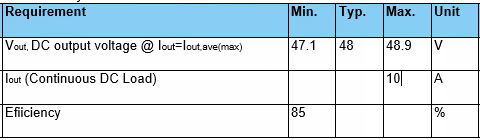 Requirement Min. Typ. Max. Unit
Vout, DC output voltage @ Iout=Iout,ave(max) 47.1 48 48.9 V
Iout (Continuous DC Load) 10 A
Efiiciency 85 %